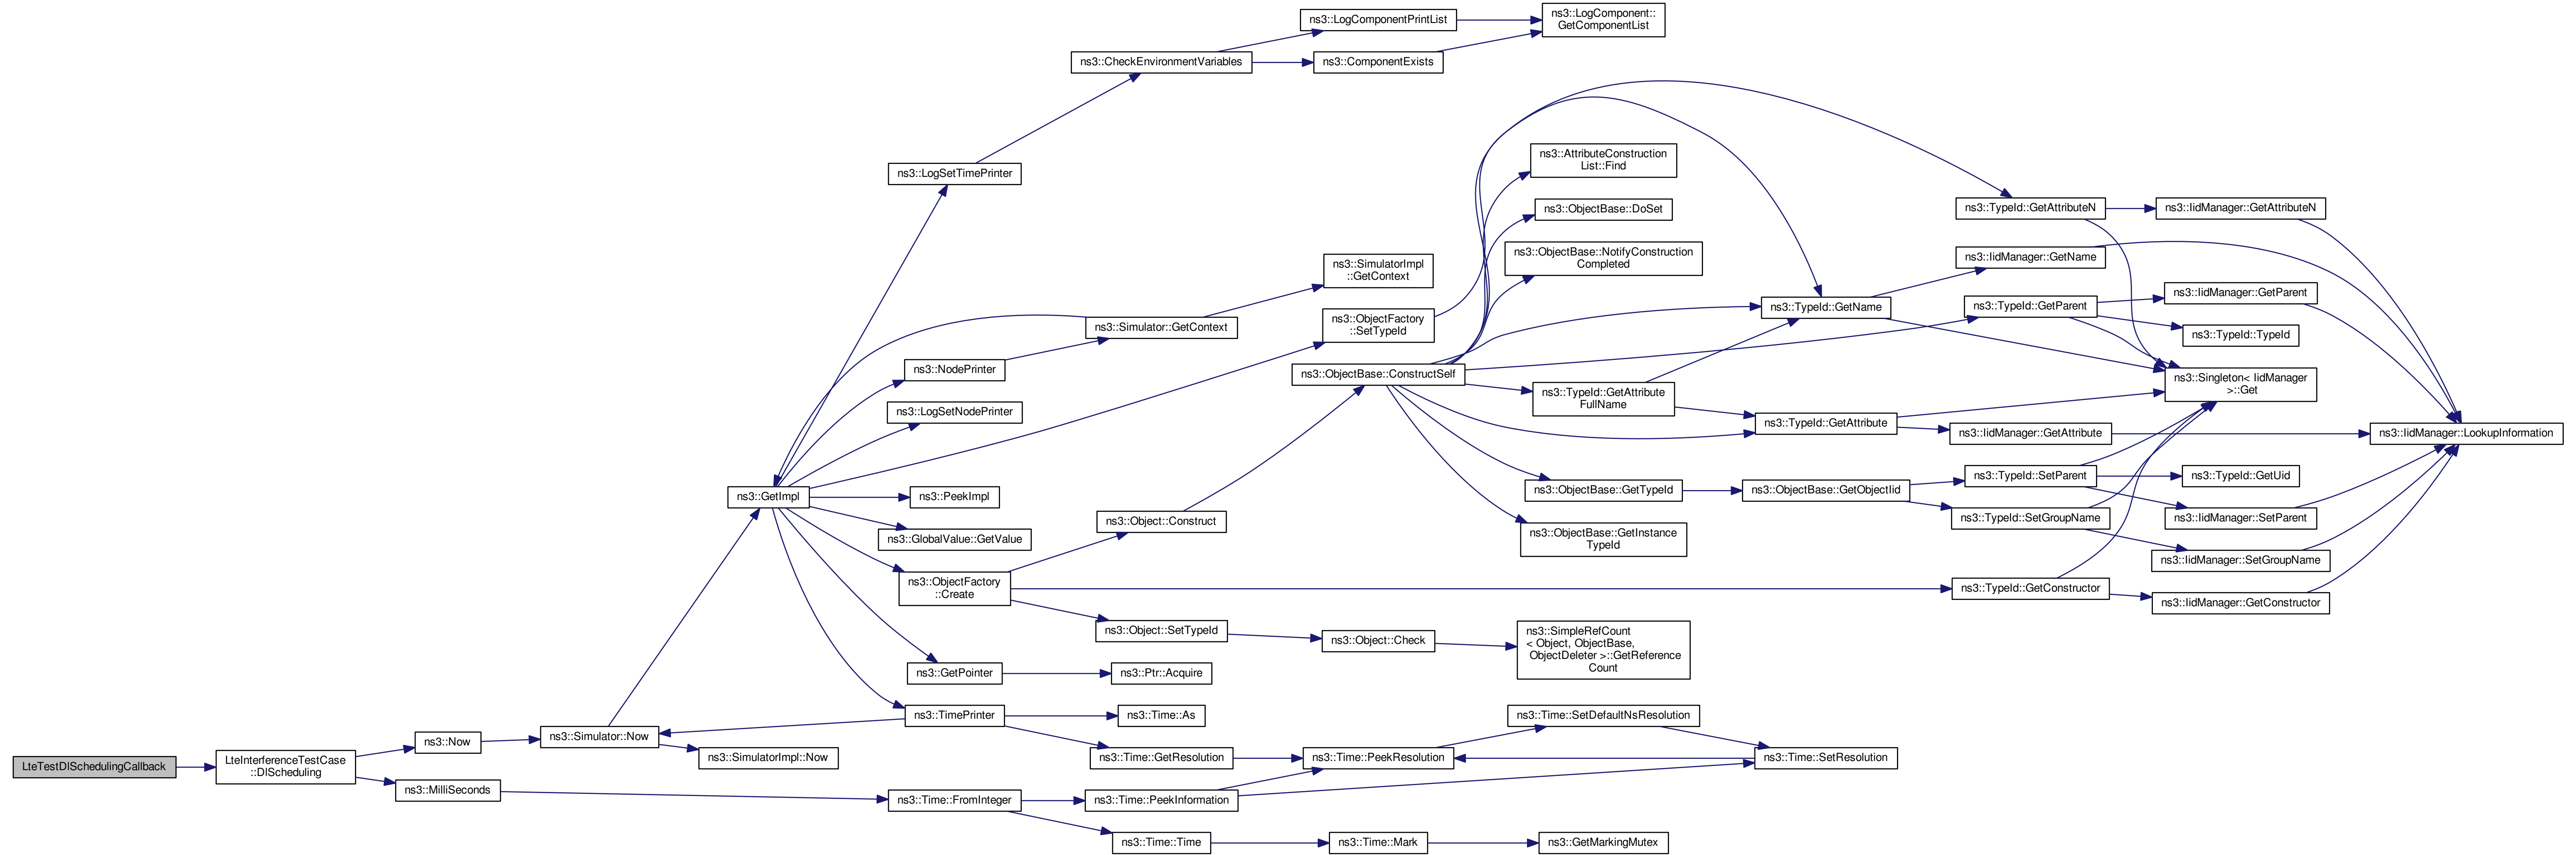 LteTestDlSchedulingCallback
LteInterferenceTestCase
::DlScheduling
ns3::Now
ns3::MilliSeconds
ns3::Simulator::Now
ns3::SimulatorImpl::Now
ns3::GetImpl
ns3::LogSetTimePrinter
ns3::NodePrinter
ns3::LogSetNodePrinter
ns3::PeekImpl
ns3::GlobalValue::GetValue
ns3::ObjectFactory
::Create
ns3::GetPointer
ns3::TimePrinter
ns3::Time::FromInteger
ns3::CheckEnvironmentVariables
ns3::Simulator::GetContext
ns3::Object::Construct
ns3::Object::SetTypeId
ns3::Ptr::Acquire
ns3::Time::As
ns3::Time::GetResolution
ns3::Time::PeekInformation
ns3::Time::Time
ns3::LogComponentPrintList
ns3::ComponentExists
ns3::SimulatorImpl
::GetContext
ns3::ObjectFactory
::SetTypeId
ns3::ObjectBase::ConstructSelf
ns3::Object::Check
ns3::Time::PeekResolution
ns3::Time::Mark
ns3::LogComponent::
GetComponentList
ns3::AttributeConstruction
List::Find
ns3::ObjectBase::DoSet
ns3::ObjectBase::NotifyConstruction
Completed
ns3::TypeId::GetAttribute
FullName
ns3::ObjectBase::GetTypeId
ns3::ObjectBase::GetInstance
TypeId
ns3::SimpleRefCount
< Object, ObjectBase,
ObjectDeleter >::GetReference
Count
ns3::Time::SetDefaultNsResolution
ns3::GetMarkingMutex
ns3::TypeId::GetName
ns3::TypeId::GetAttribute
ns3::ObjectBase::GetObjectIid
ns3::Time::SetResolution
ns3::TypeId::GetAttributeN
ns3::IidManager::GetName
ns3::TypeId::GetParent
ns3::IidManager::GetAttribute
ns3::TypeId::SetParent
ns3::TypeId::SetGroupName
ns3::TypeId::GetConstructor
ns3::IidManager::GetAttributeN
ns3::IidManager::GetParent
ns3::TypeId::TypeId
ns3::Singleton< IidManager
>::Get
ns3::TypeId::GetUid
ns3::IidManager::SetParent
ns3::IidManager::SetGroupName
ns3::IidManager::GetConstructor
ns3::IidManager::LookupInformation